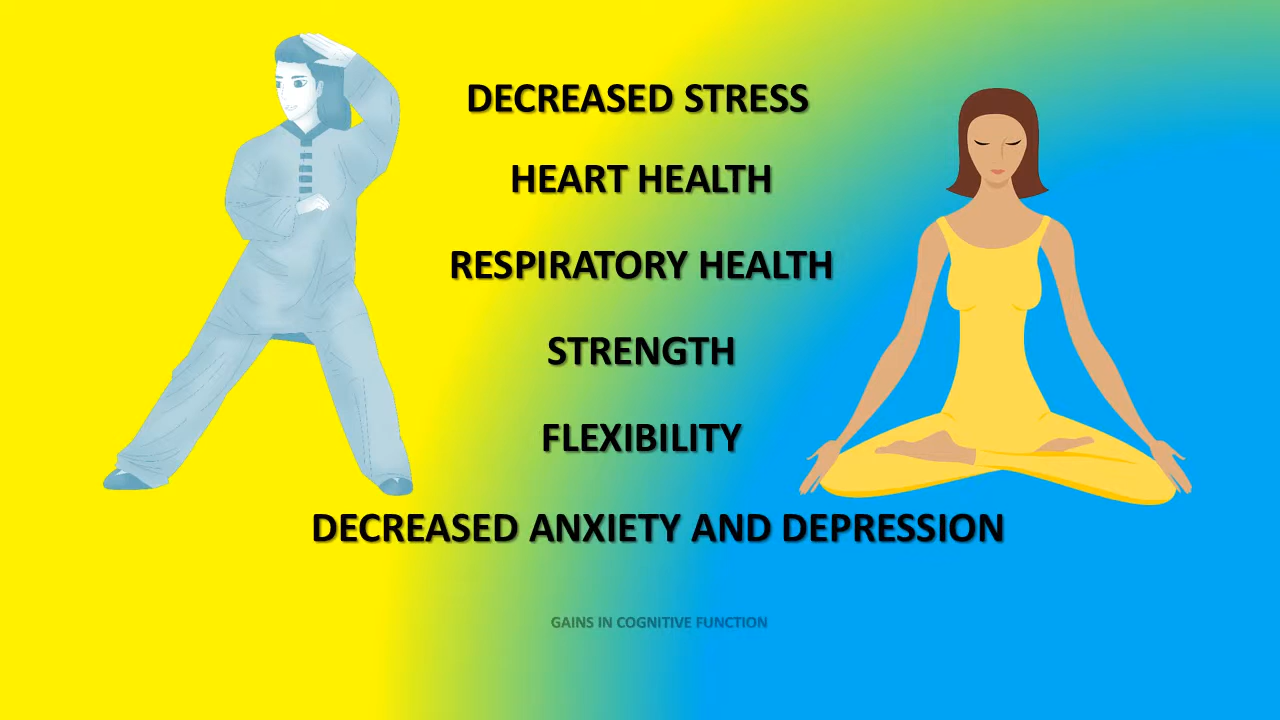 DECREASED STRESS
HEART HEALTH
RESPIRATORY HEALTH
STRENGTH
FLEXIBILITY
DECREASED ANXIETY AND DEPRESSION
GAINS IN COGNITIVE FUNCTION